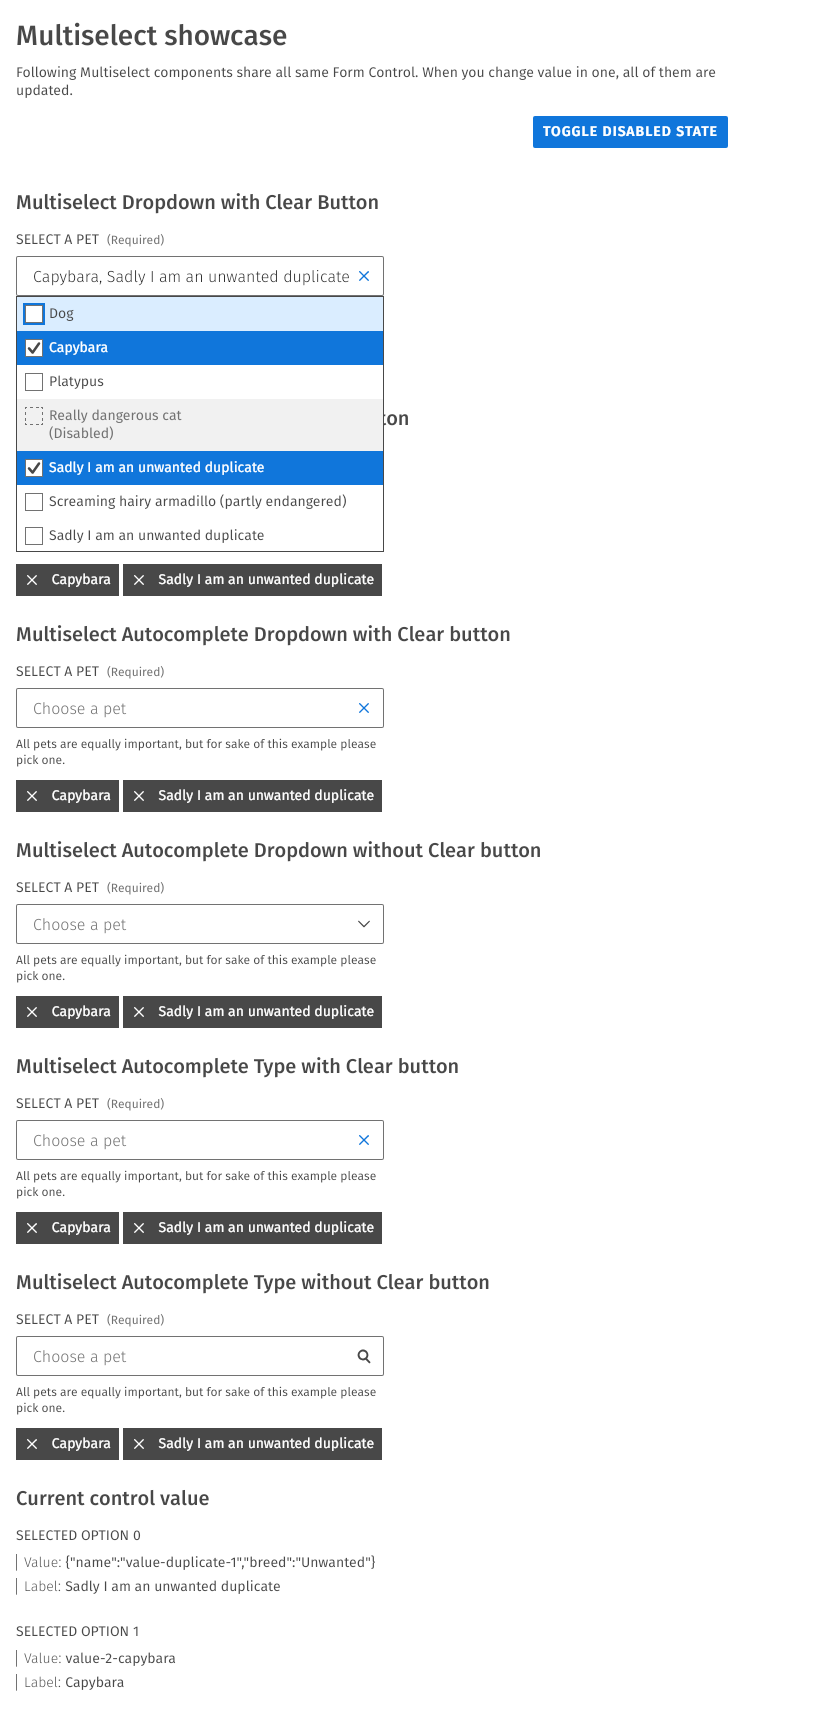 Multiselect showcase
Following Multiselect components share all same Form Control. When you change value in one, all of them are
updated.
TOGGLE DISABLED STATE
Multiselect Dropdown with Clear Button
SELECT A PET (Required)
Capybara, Sadly I am an unwanted duplicate
Dog
Capybara
Platypus
Really dangerous cat
(Disabled)
Sadly I am an unwanted duplicate
Screaming hairy armadillo (partly endangered)
Sadly I am an unwanted duplicate
Capybara Sadly I am an unwanted duplicate
Multiselect Autocomplete Dropdown with Clear button
SELECT A PET (Required)
Choose a pet
All pets are equally important, but for sake of this example please
pick one.
Capybara Sadly I am an unwanted duplicate
Multiselect Autocomplete Dropdown without Clear button
SELECT A PET (Required)
Choose a pet
All pets are equally important, but for sake of this example please
pick one.
Capybara Sadly I am an unwanted duplicate
Multiselect Autocomplete Type with Clear button
SELECT A PET (Required)
Choose a pet
All pets are equally important, but for sake of this example please
pick one.
Capybara Sadly I am an unwanted duplicate
Multiselect Autocomplete Type without Clear button
SELECT A PET (Required)
Choose a pet
All pets are equally important, but for sake of this example please
pick one.
Capybara Sadly I am an unwanted duplicate
Current control value
SELECTED OPTION 0
Value: {"name":"value-duplicate-1","breed":"Unwanted"}
Label: Sadly I am an unwanted duplicate
SELECTED OPTION 1
Value: value-2-capybara
Label: Capybara